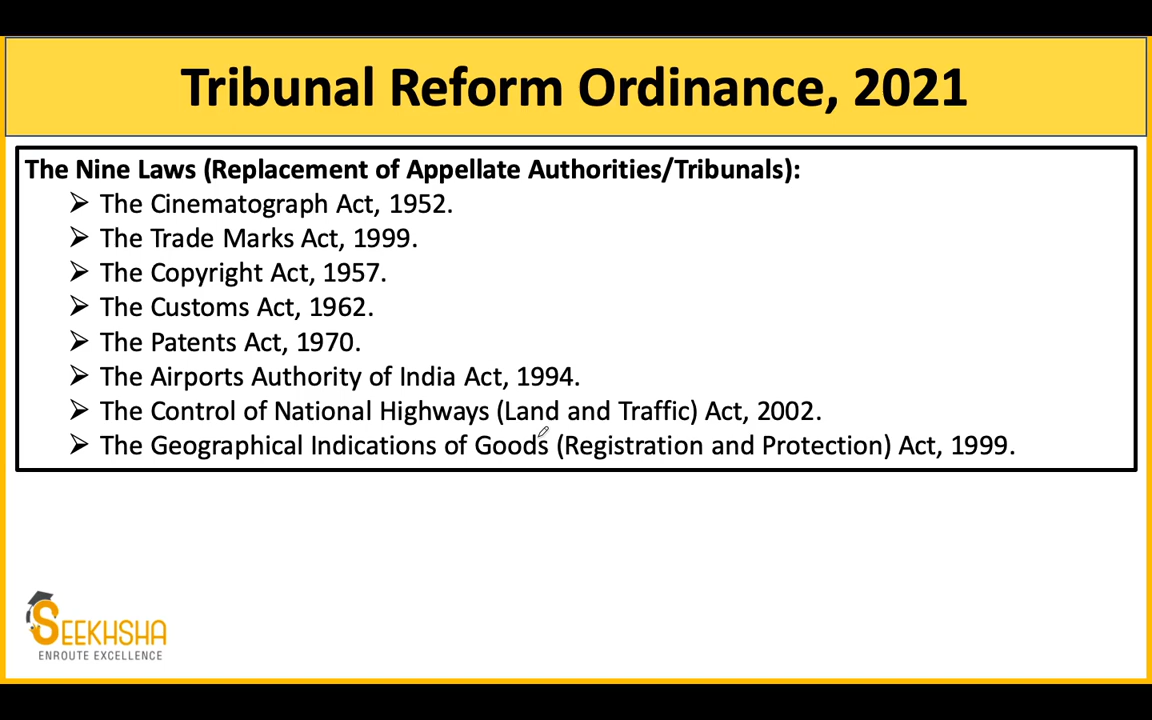 Tribunal Reform Ordinance, 2021
The Nine Laws (Replacement of Appellate Authorities/Tribunals):
➢ The Cinematograph Act, 1952.
➢ The Trade Marks Act, 1999.
➢ The Copyright Act, 1957.
➢ The Customs Act, 1962.
➢ The Patents Act, 1970.
➢ The Airports Authority of India Act, 1994.
➢ The Control of National Highways (Land and Traffic) Act, 2002.
➢ The Geographical Indications of Goods (Registration and Protection) Act, 1999.
SEEKHSHA
ENROUTE EXCELLENCE